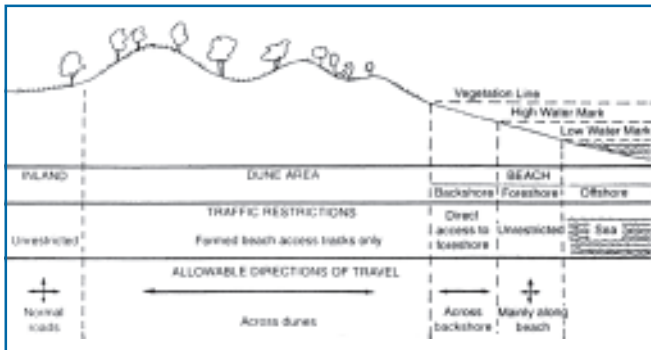 Vegetation Line
High Water Mark
Low Water Mark
INLAND DUNE AREA BEACH
Backshore Foreshore Offshore
TRAFFIC RESTRICTIONS
Unrestricted Formed beach access tracks only Direct access to foreshore Unrestricted Sea
ALLOWABLE DIRECTIONS OF TRAVEL
Normal roads Across dunes Across backshore Mainly along beach